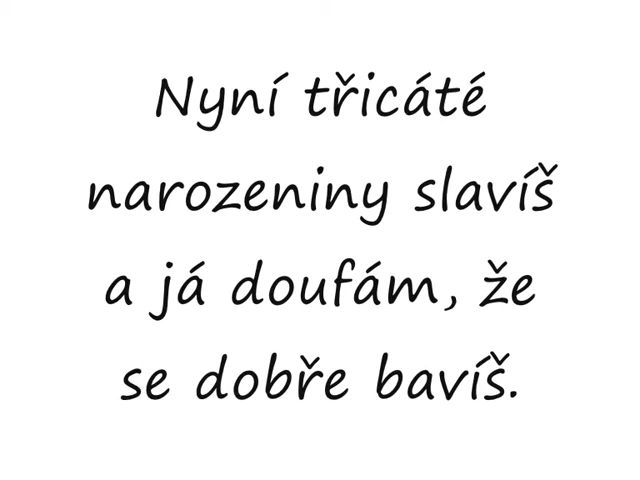 Nyní třicáté
narozeniny slavíš
a já doufám, že
se dobře bavíš.